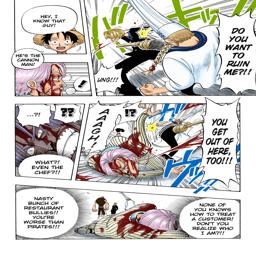 HEY, I
KNOW
THAT
GUY!
HE'S THE
CANNON
MAN!
DO
YOU
WANT
TO
RUIN
ME?!!
UNG!!!
...?!
WHAT?!
EVEN
THE CHEF?!!
?!
GAAGH!
!?
YOU
GET
OUT OF
HERE,
TOO!!!
NASTY
BUNCH OF
RESTAURANT
BULLIES!!
YOU'RE
WORSE THAN
PIRATES!!!
NONE OF
YOU KNOWS
HOW TO TREAT
A CUSTOMER!
DON'T YOU
REALIZE WHO
I AM?!!